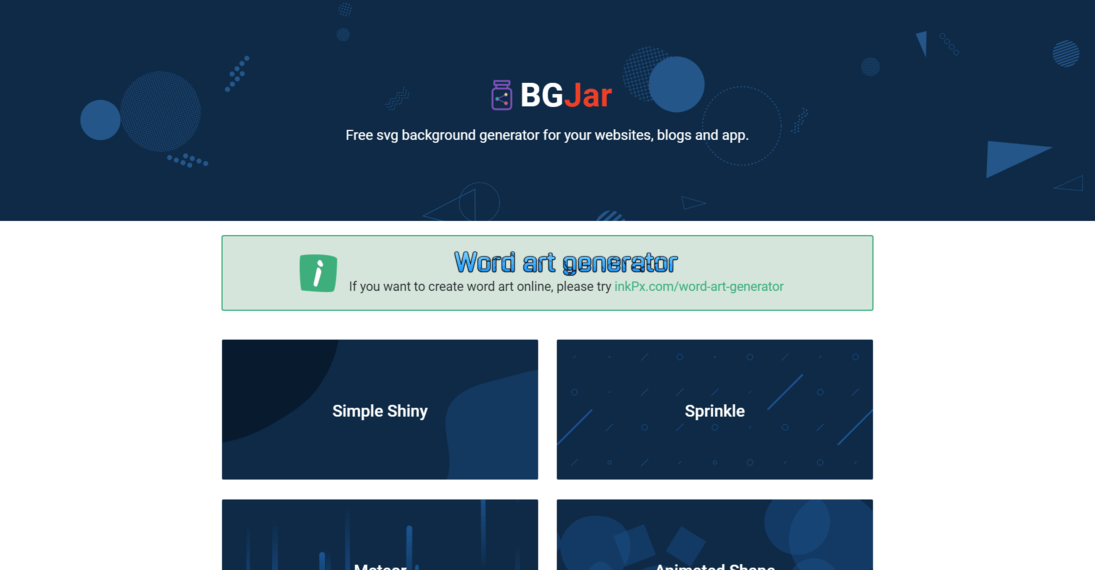 BGJar
Free svg background generator for your websites, blogs and app.
Word art generator
If you want to create word art online, please try inkPx.com/word-art-generator
Simple Shiny
Sprinkle
Meteor
Animated Shape